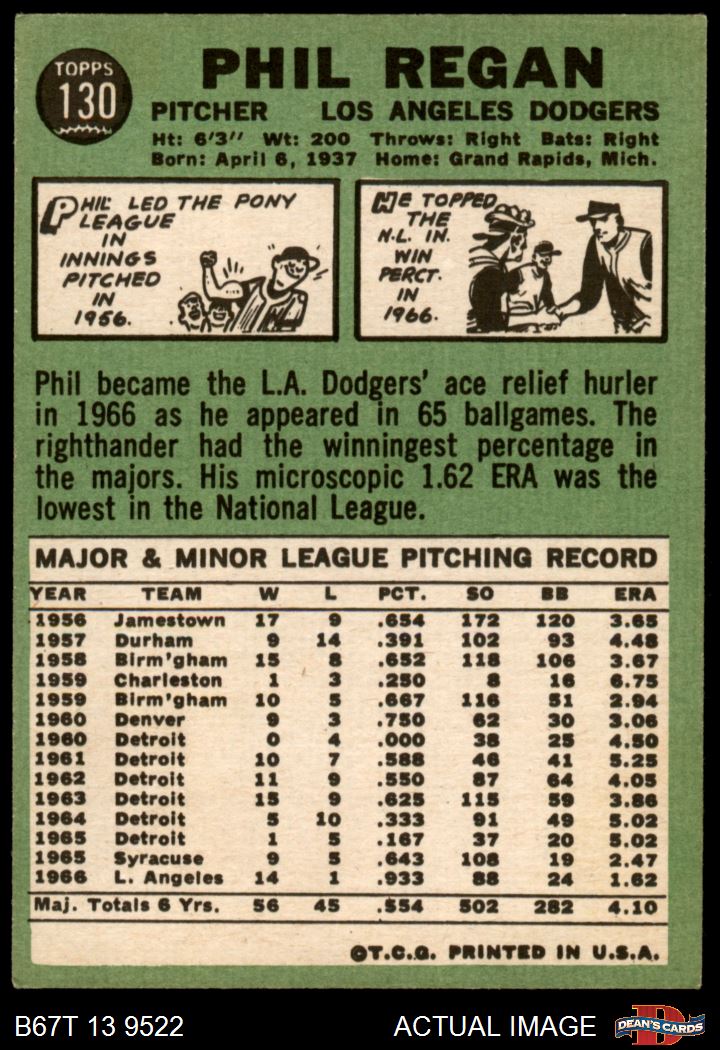 TOPPS
130
PHIL REGAN
PITCHER LOS ANGELES DODGERS
Ht: 6'3" Wt: 200 Throws: Right Bats: Right
Born: April 6, 1937 Home: Grand Rapids, Mich.
PHIL LED THE PONY
LEAGUE
IN
INNINGS
PITCHED
IN
1956.
HE TOPPED
THE
N.L. IN.
WIN
PERCT.
IN
1966.
Phil became the L.A. Dodgers' ace relief hurler
in 1966 as he appeared in 65 ballgames. The
righthander had the winningest percentage in
the majors. His microscopic 1.62 ERA was the
lowest in the National League.
MAJOR & MINOR LEAGUE PITCHING RECORD
YEAR TEAM W L PCT. SO BB ERA
1956 Jamestown 17 9 .654 172 120 3.65
1957 Durham 9 14 .391 102 93 4.48
1958 Birm'gham 15 8 .652 118 106 3.67
1959 Charleston 1 3 .250 8 16 6.75
1959 Birm'gham 10 5 .667 116 51 2.94
1960 Denver 9 3 .750 62 30 3.06
1960 Detroit 0 4 .000 38 25 4.50
1961 Detroit 10 7 .588 46 41 5.25
1962 Detroit 11 9 .550 87 64 4.05
1963 Detroit 15 9 .625 115 59 3.86
1964 Detroit 5 10 .333 91 49 5.02
1965 Detroit 1 5 .167 37 20 5.02
1965 Syracuse 9 5 .643 108 19 2.47
1966 L. Angeles 14 1 .933 88 24 1.62
Maj. Totals 6 Yrs. 56 45 .554 502 282 4.10
©T.C.G. PRINTED IN U.S.A.
B67T 13 9522 ACTUAL IMAGE
DEAN'S CARDS